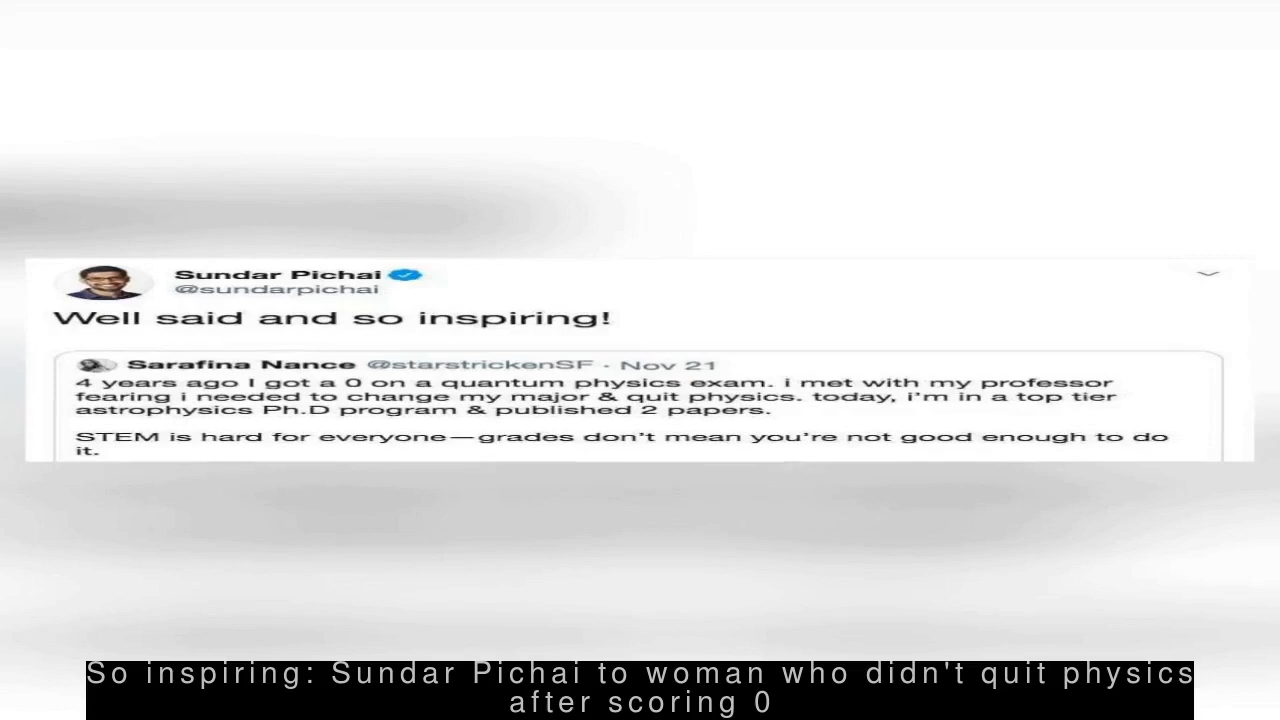 Sundar Pichai
@sundarpichai
Well said and so inspiring!
Sarafina Nance @starstrickenSF · Nov 21
4 years ago I got a 0 on a quantum physics exam. i met with my professor
fearing i needed to change my major & quit physics. today, i'm in a top tier
astrophysics Ph.D program & published 2 papers.
STEM is hard for everyone—grades don't mean you're not good enough to do
it.
So inspiring: Sundar Pichai to woman who didn't quit physics
after scoring 0